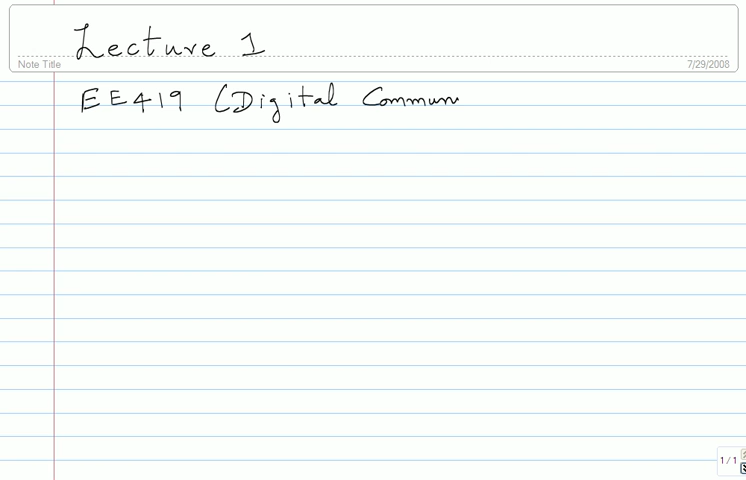 Lecture 1
Note Title
7/29/2008
EE419 (Digital Commun
1/1